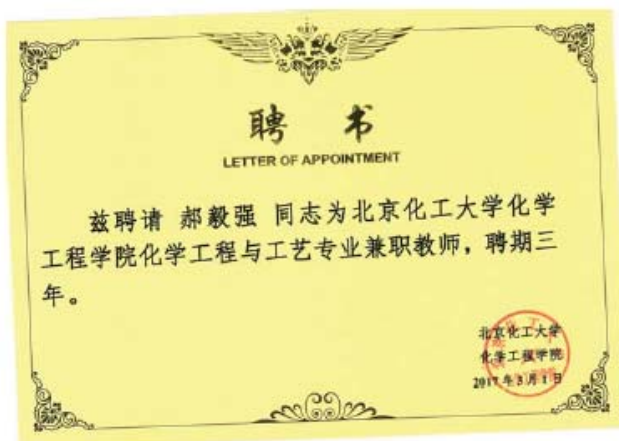 聘 书
LETTER OF APPOINTMENT
兹聘请 郝毅强 同志为北京化工大学化学
工程学院化学工程与工艺专业兼职教师，聘期三
年。
北京化工大学
化学工程学院
2017年3月1日